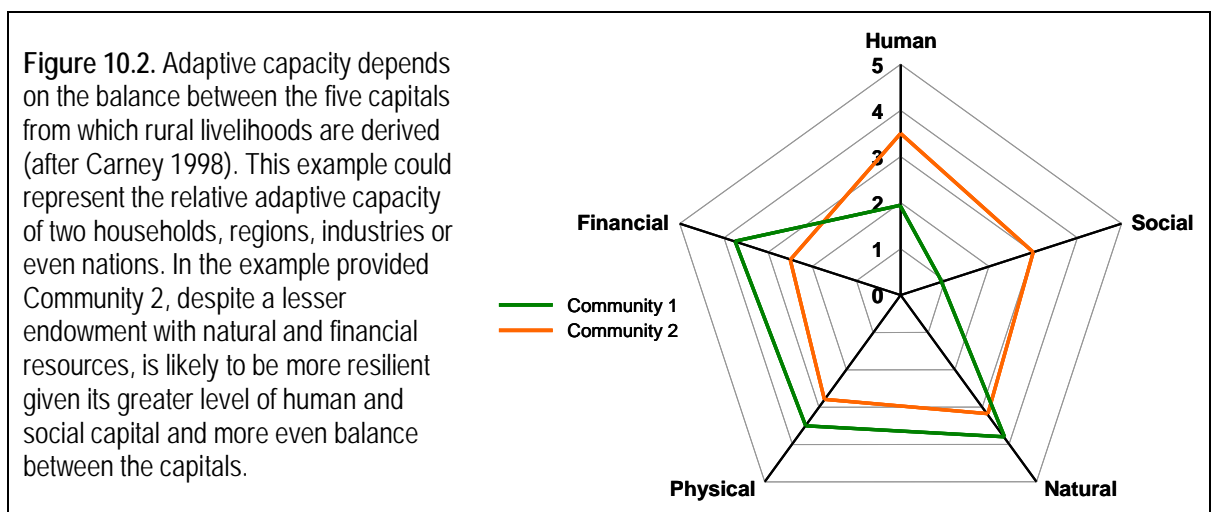 Figure 10.2. Adaptive capacity depends
on the balance between the five capitals
from which rural livelihoods are derived
(after Carney 1998). This example could
represent the relative adaptive capacity
of two households, regions, industries or
even nations. In the example provided
Community 2, despite a lesser
endowment with natural and financial
resources, is likely to be more resilient
given its greater level of human and
social capital and more even balance
between the capitals.
Human
5
4
3
2
1
0
Financial
Social
Community 1
Community 2
Physical
Natural